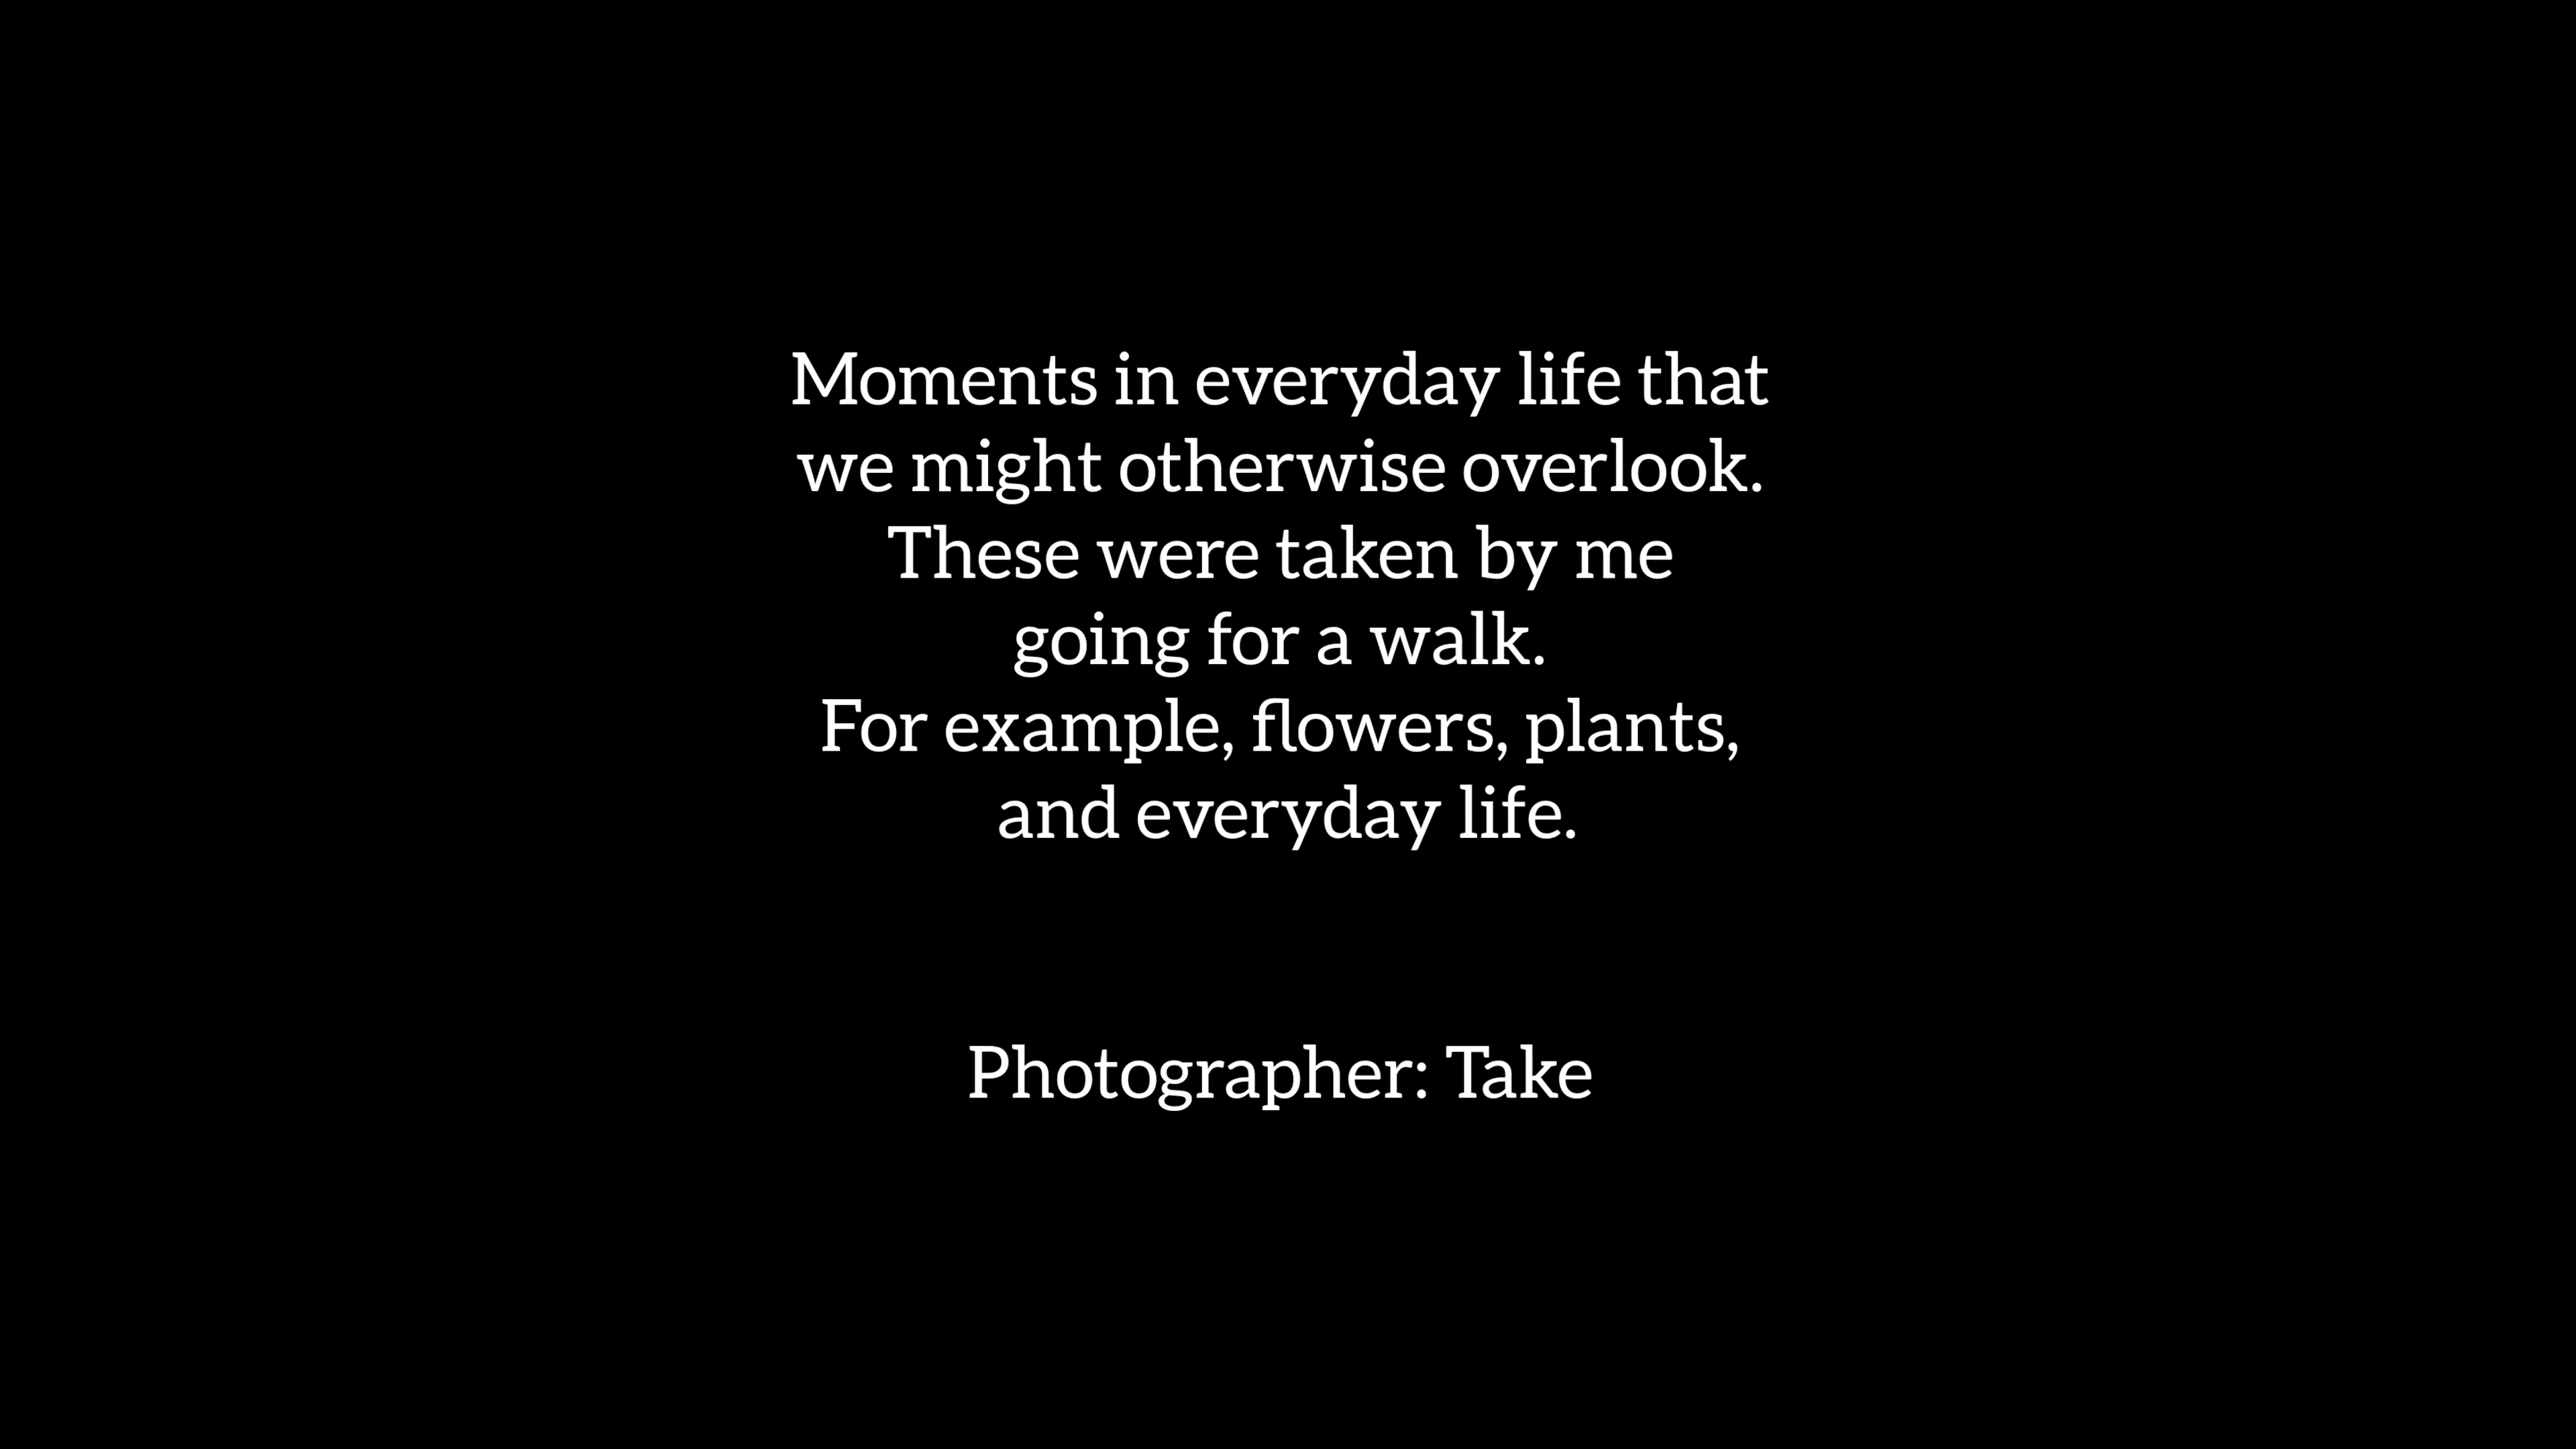 Moments in everyday life that
we might otherwise overlook.
These were taken by me
going for a walk.
For example, flowers, plants,
and everyday life.
Photographer: Take